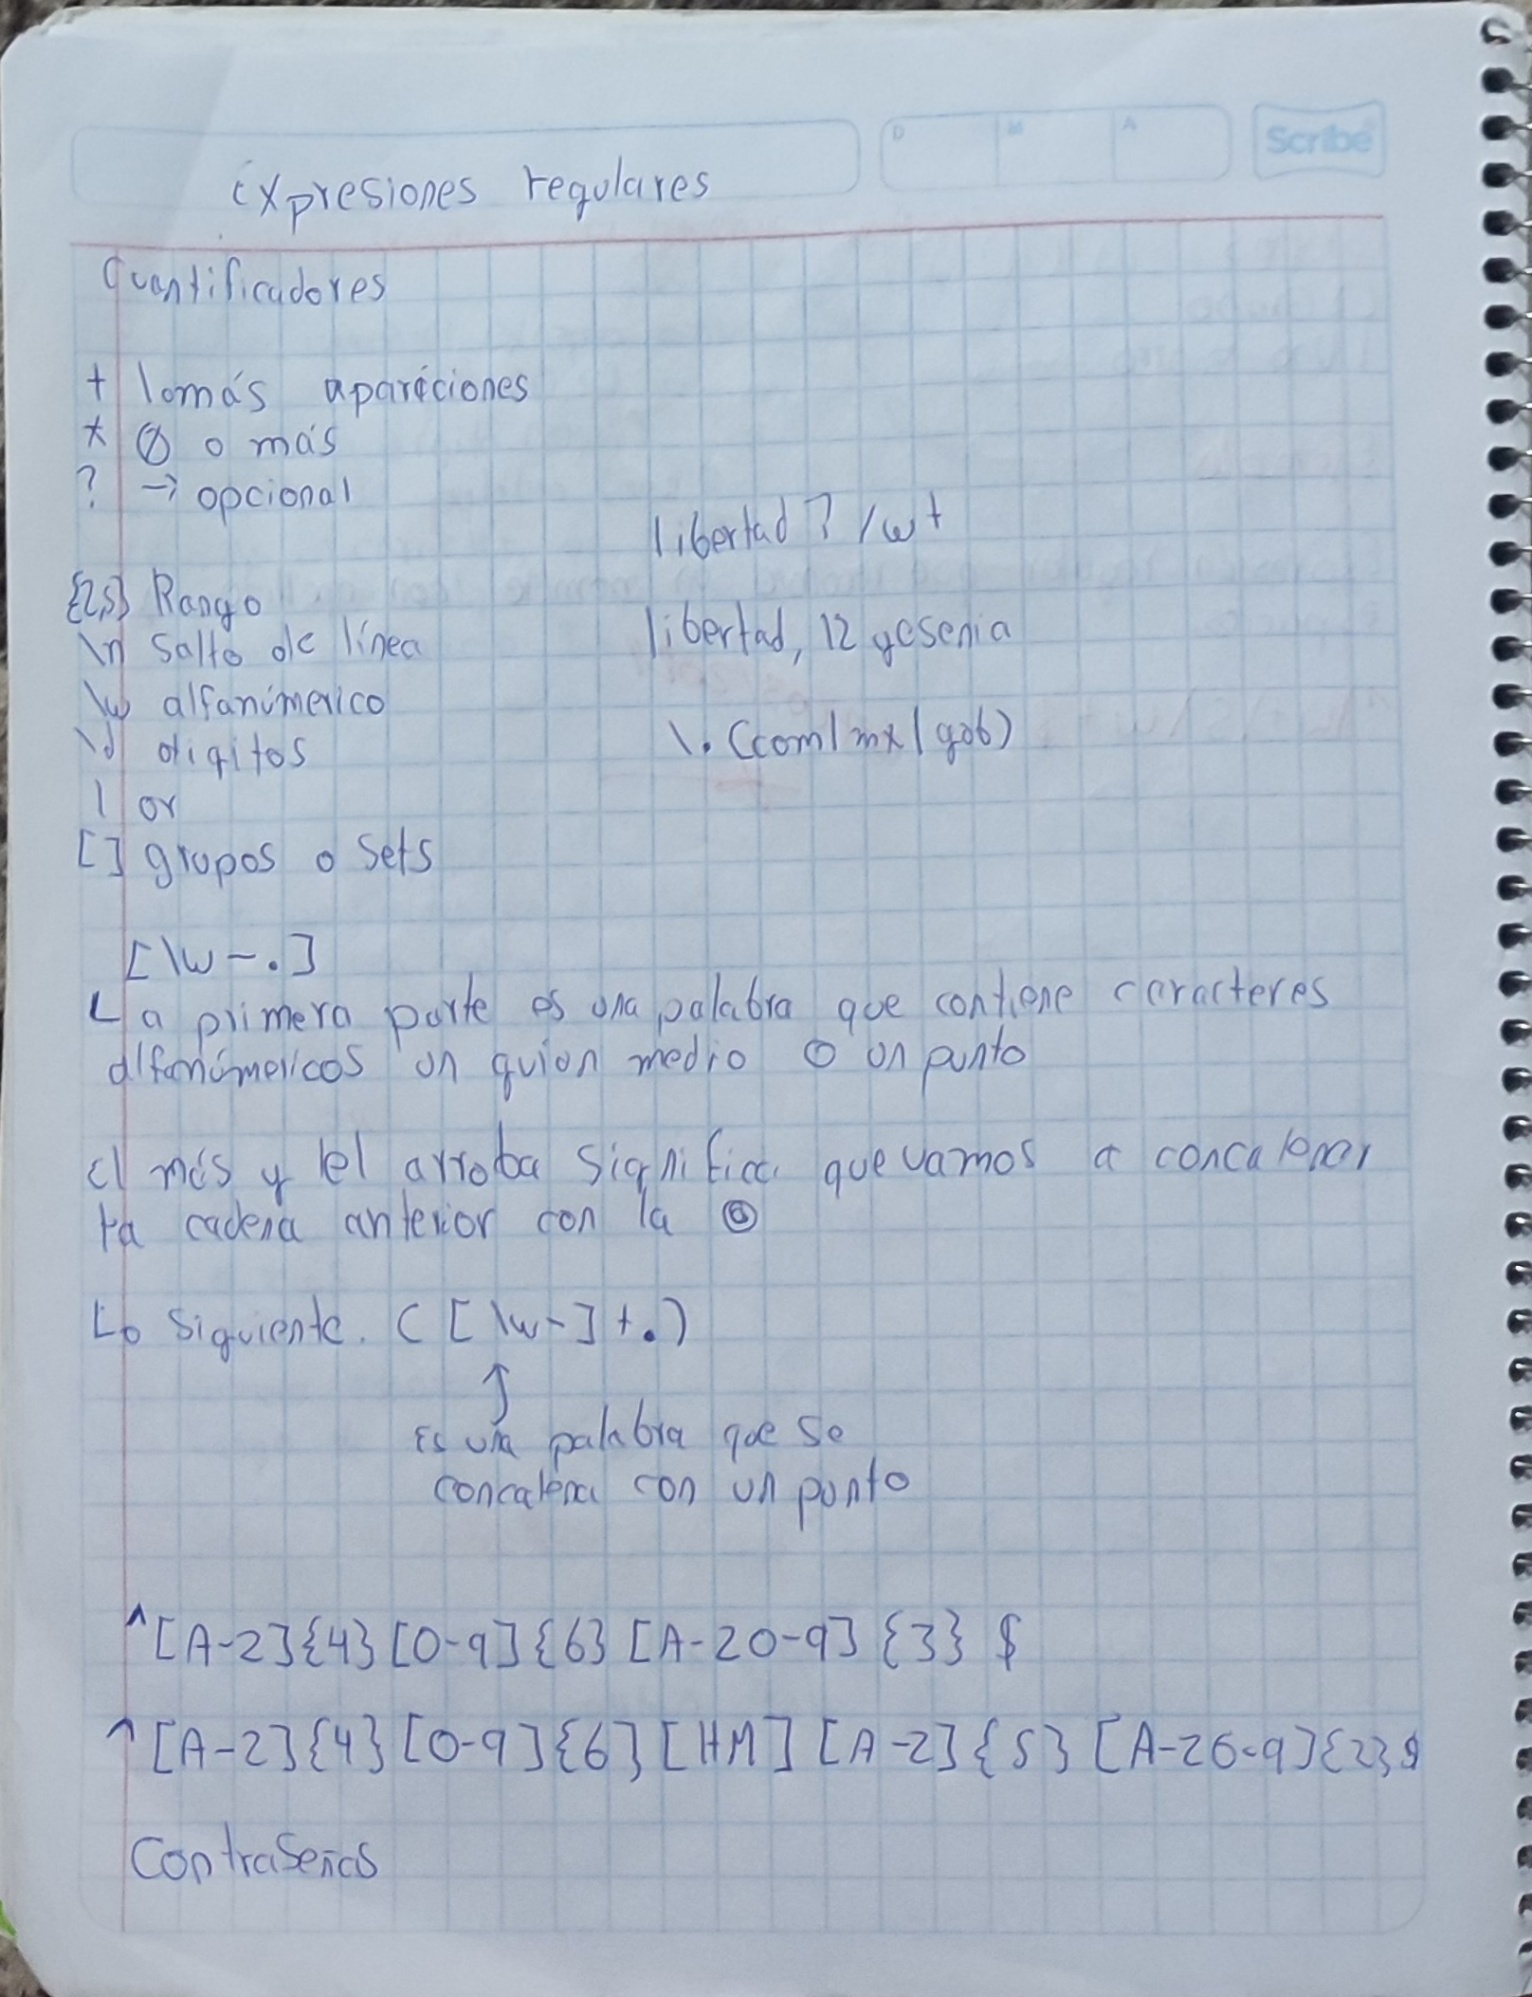 Scribe
D M A
Expresiones regulares
Cuantificadores
+ 1 o más apariciones
* 0 o más
? → opcional
libertad ? /w+
{2,5} Rango
libertad, 12 yesenia
\n Salto de línea
\w alfanúmerico
\. (com | mx | gob)
\d digitos
| or
[] grupos o Sets
[\w-.]
La primera parte es una palabra que contiene caracteres
alfanúmericos un guion medio o un punto
el más y el arroba significa que vamos a concatenar
la cadena anterior con la @
Lo siguiente. ([\w-]+.)
↑
Es una palabra que se
concatena con un punto
^[A-Z]{4}[0-9]{6}[A-Z0-9]{3}$
^[A-Z]{4}[0-9]{6}[HM][A-Z]{5}[A-Z0-9]{2}$
Contraseñas